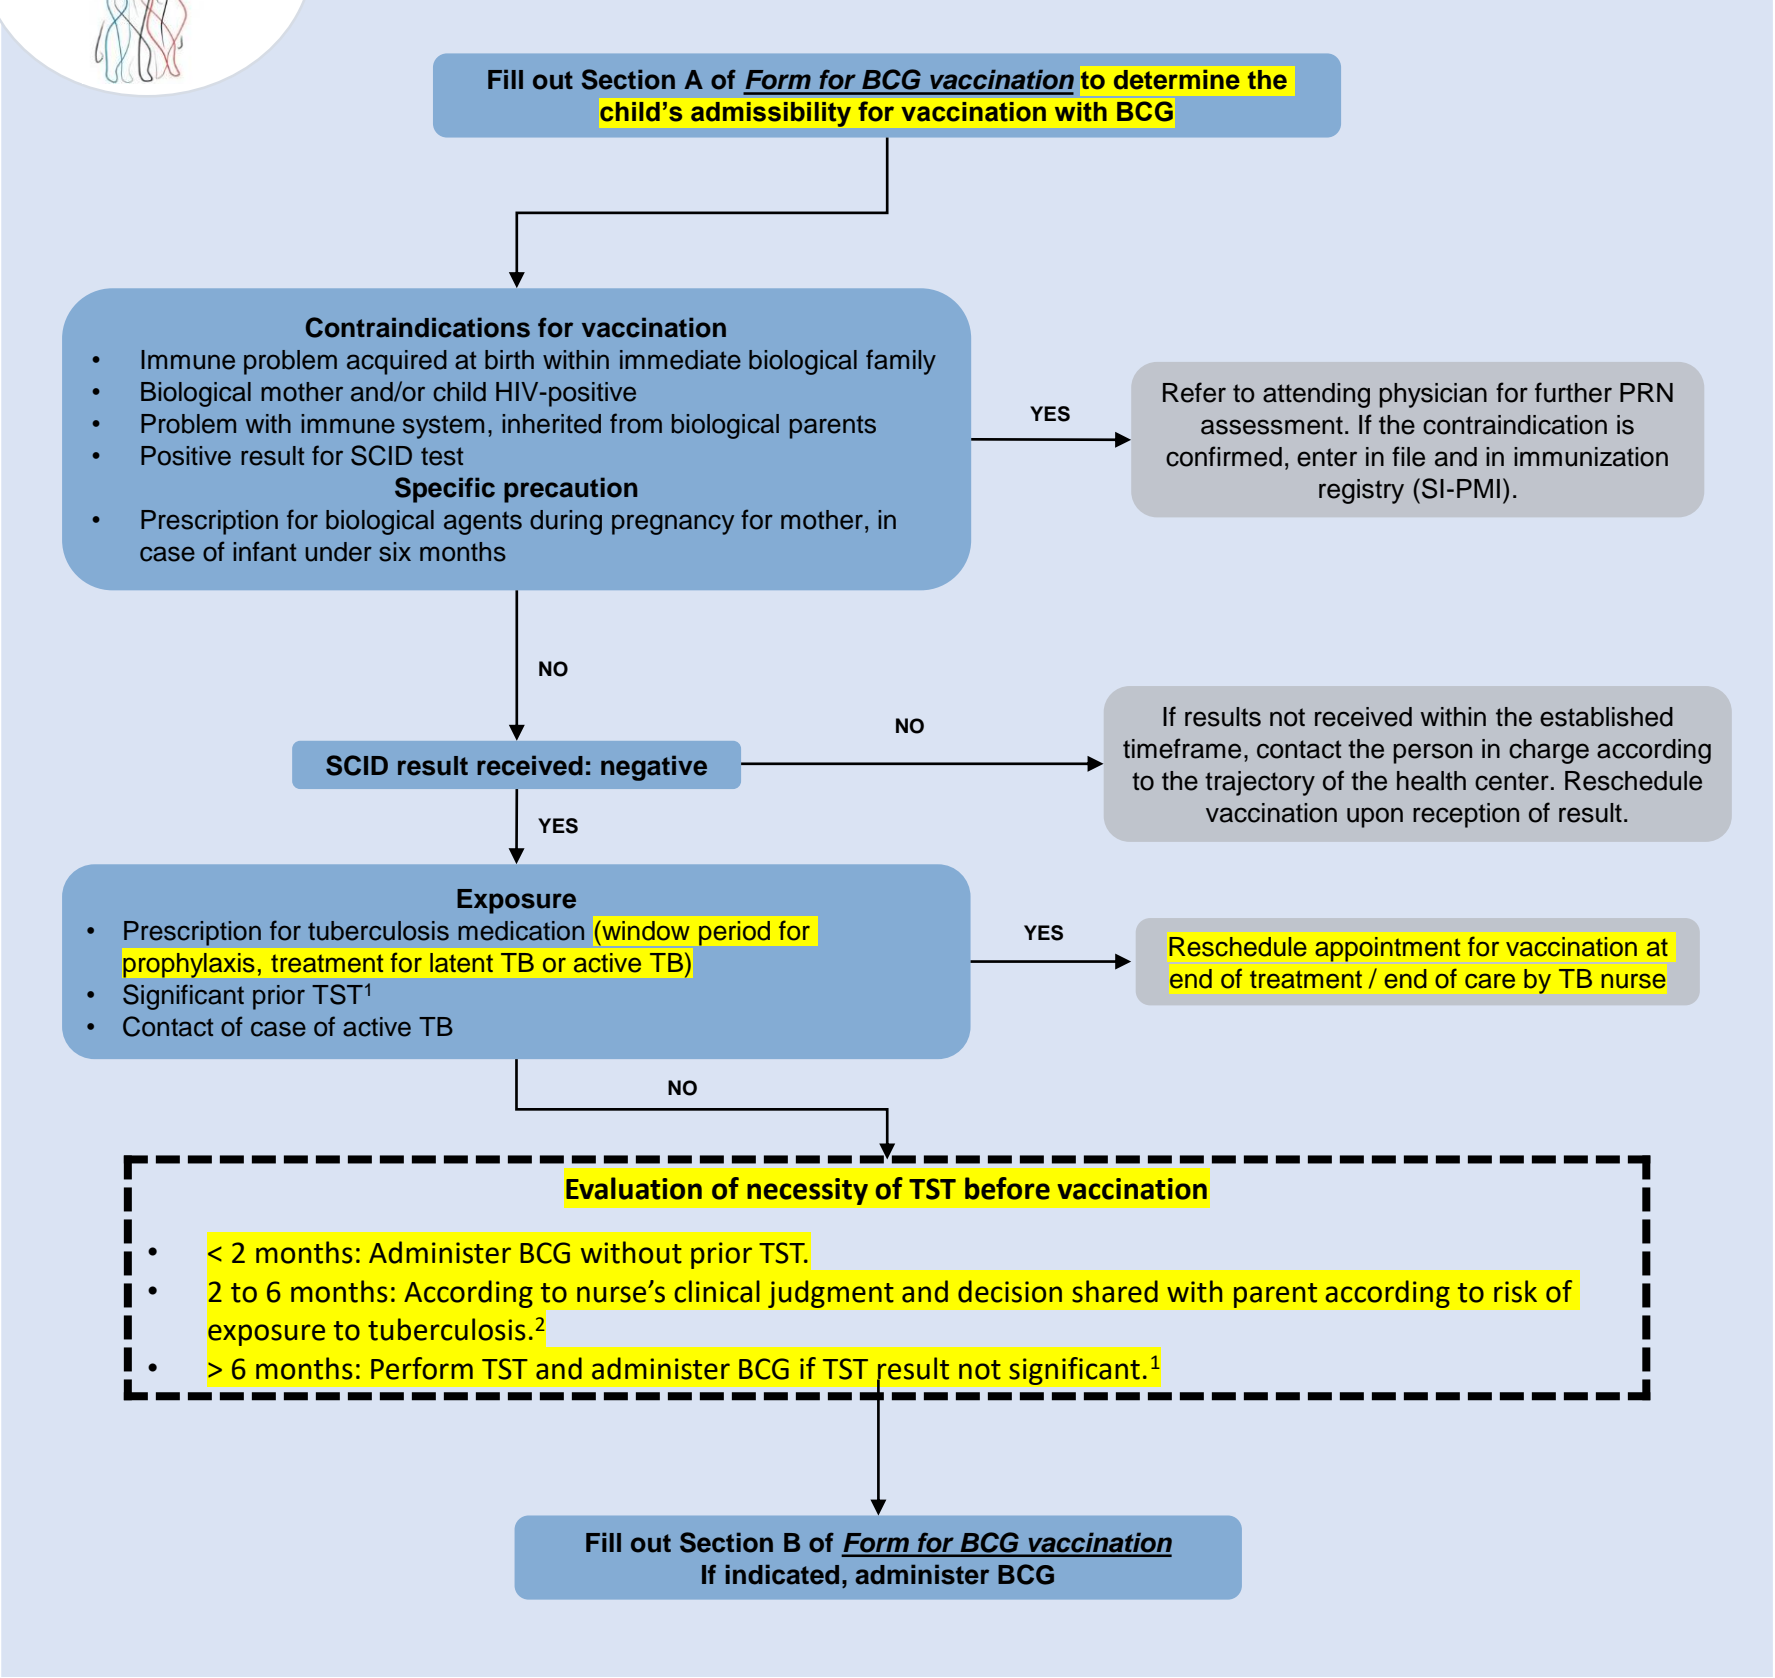 Fill out Section A of Form for BCG vaccination to determine the
child’s admissibility for vaccination with BCG
Contraindications for vaccination
• Immune problem acquired at birth within immediate biological family
• Biological mother and/or child HIV-positive
• Problem with immune system, inherited from biological parents
• Positive result for SCID test
Specific precaution
• Prescription for biological agents during pregnancy for mother, in
case of infant under six months
YES
Refer to attending physician for further PRN
assessment. If the contraindication is
confirmed, enter in file and in immunization
registry (SI-PMI).
NO
SCID result received: negative
NO
If results not received within the established
timeframe, contact the person in charge according
to the trajectory of the health center. Reschedule
vaccination upon reception of result.
YES
Exposure
• Prescription for tuberculosis medication (window period for
prophylaxis, treatment for latent TB or active TB)
• Significant prior TST¹
• Contact of case of active TB
YES
Reschedule appointment for vaccination at
end of treatment / end of care by TB nurse
NO
Evaluation of necessity of TST before vaccination
• < 2 months: Administer BCG without prior TST.
• 2 to 6 months: According to nurse’s clinical judgment and decision shared with parent according to risk of
exposure to tuberculosis.²
• > 6 months: Perform TST and administer BCG if TST result not significant.¹
Fill out Section B of Form for BCG vaccination
If indicated, administer BCG